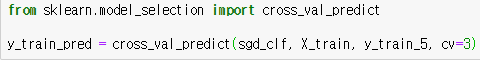 from sklearn.model_selection import cross_val_predict
y_train_pred = cross_val_predict(sgd_clf, X_train, y_train_5, cv=3)